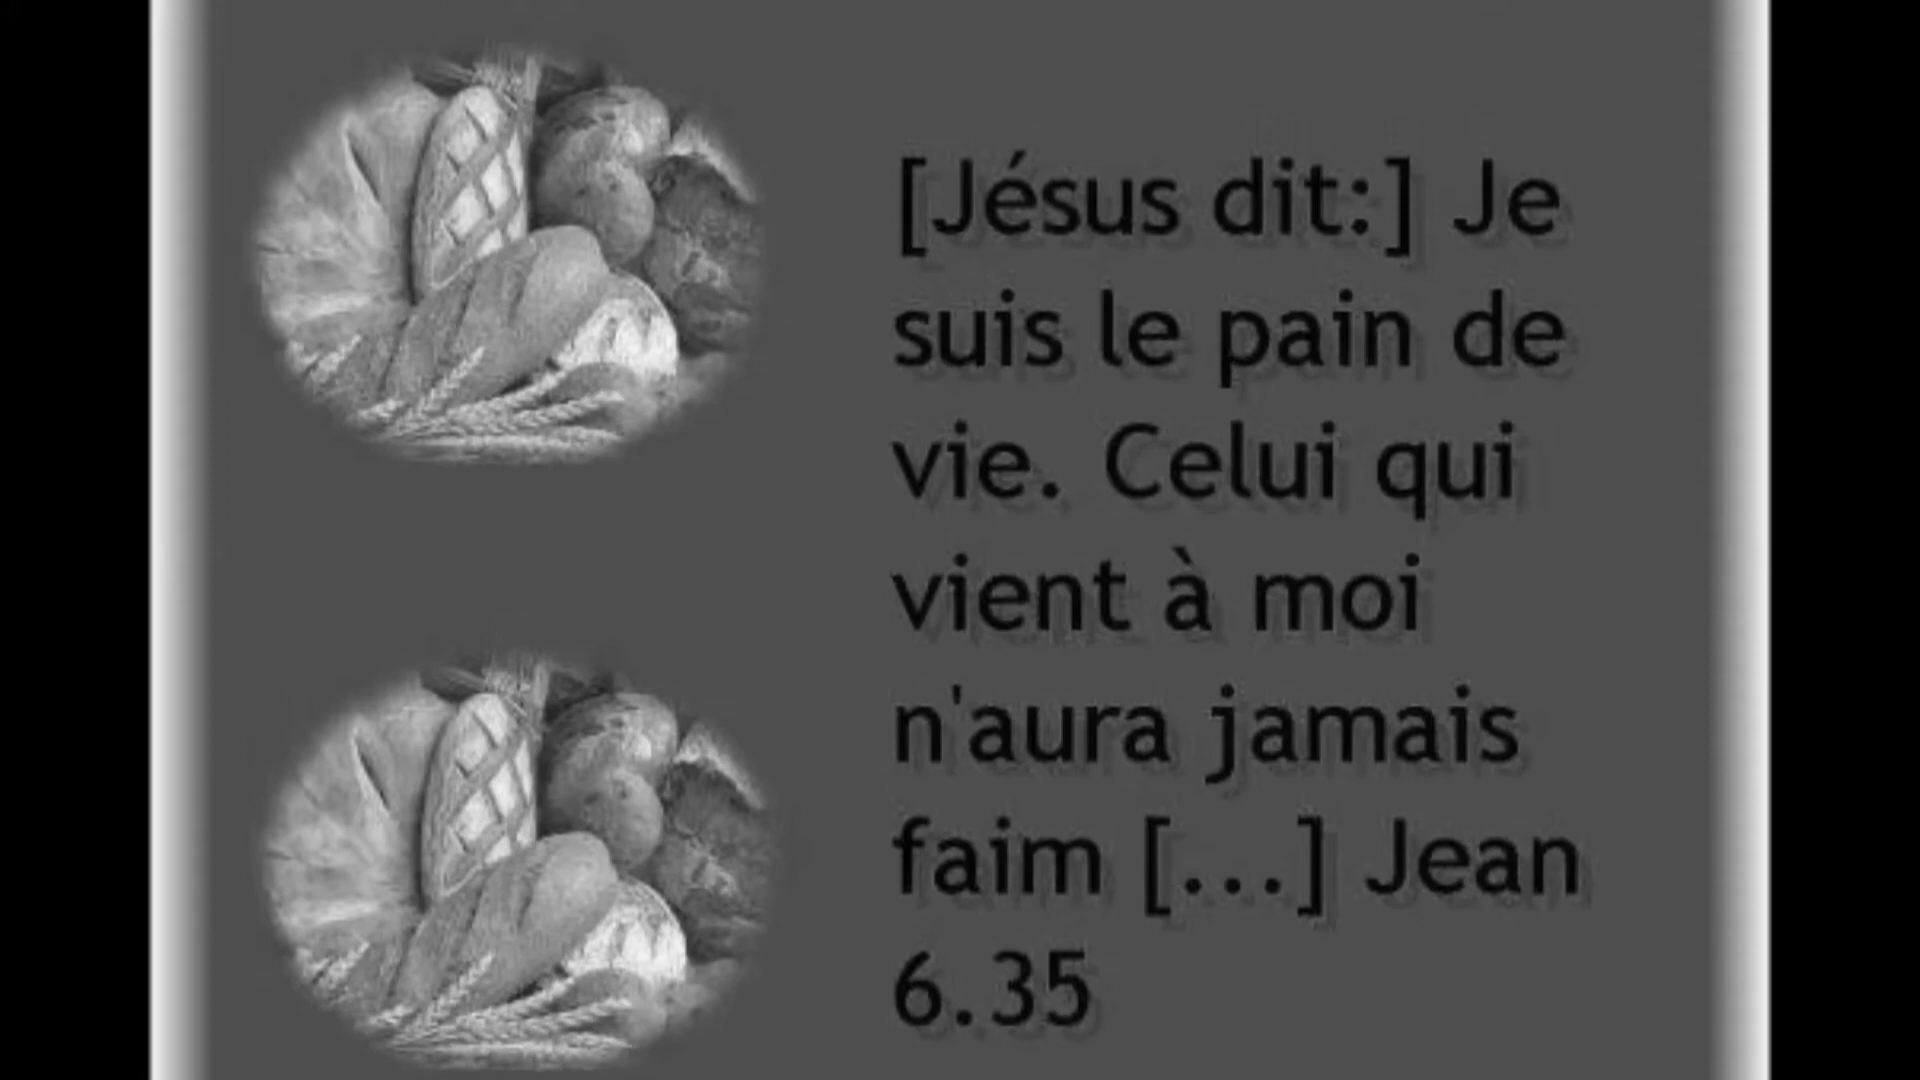 [Jésus dit:] Je
suis le pain de
vie. Celui qui
vient à moi
n'aura jamais
faim [...] Jean
6.35